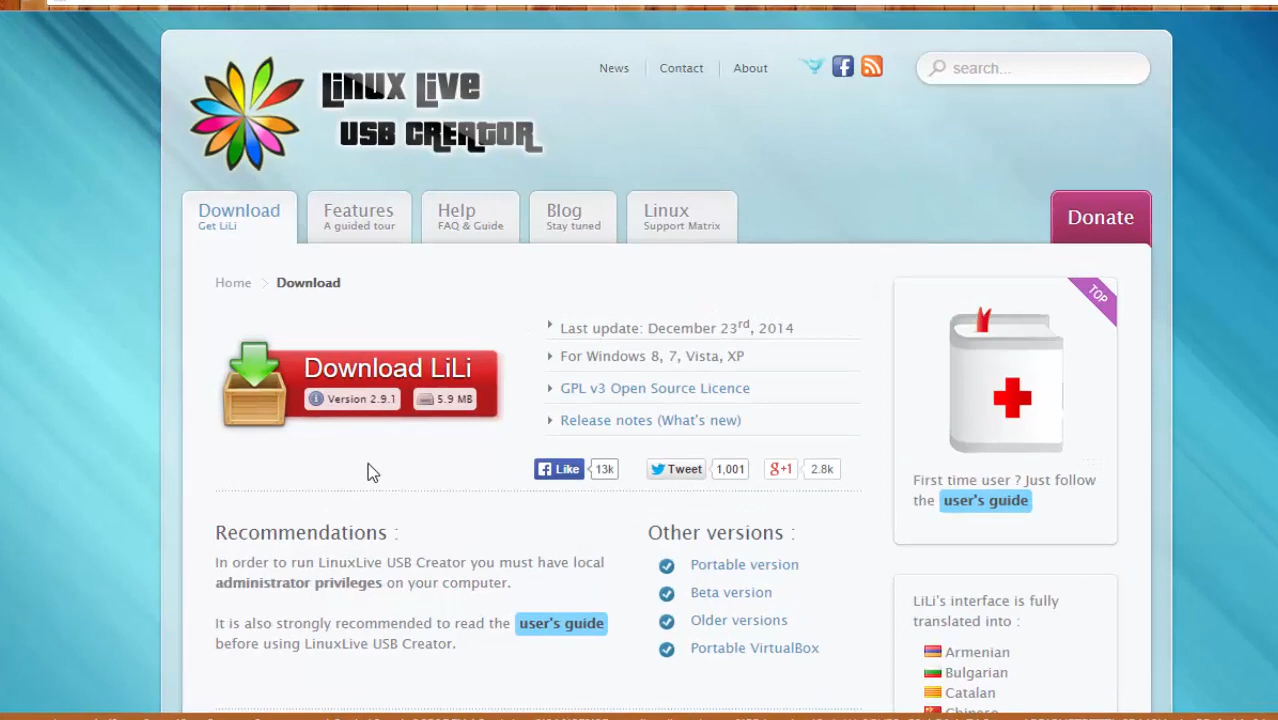 News
Contact
About
search...
Linux Live
USB Creator
Download
Get LiLi
Features
A guided tour
Help
FAQ & Guide
Blog
Stay tuned
Linux
Support Matrix
Donate
Home
Download
Download LiLi
Version 2.9.1
5.9 MB
Last update: December 23rd, 2014
For Windows 8, 7, Vista, XP
GPL v3 Open Source Licence
Release notes (What's new)
Like
13k
Tweet
1,001
g+1
2.8k
TOP
First time user ? Just follow
the user's guide
Recommendations :
In order to run LinuxLive USB Creator you must have local
administrator privileges on your computer.
It is also strongly recommended to read the user's guide
before using LinuxLive USB Creator.
Other versions :
Portable version
Beta version
Older versions
Portable VirtualBox
LiLi's interface is fully
translated into :
Armenian
Bulgarian
Catalan
Chinese